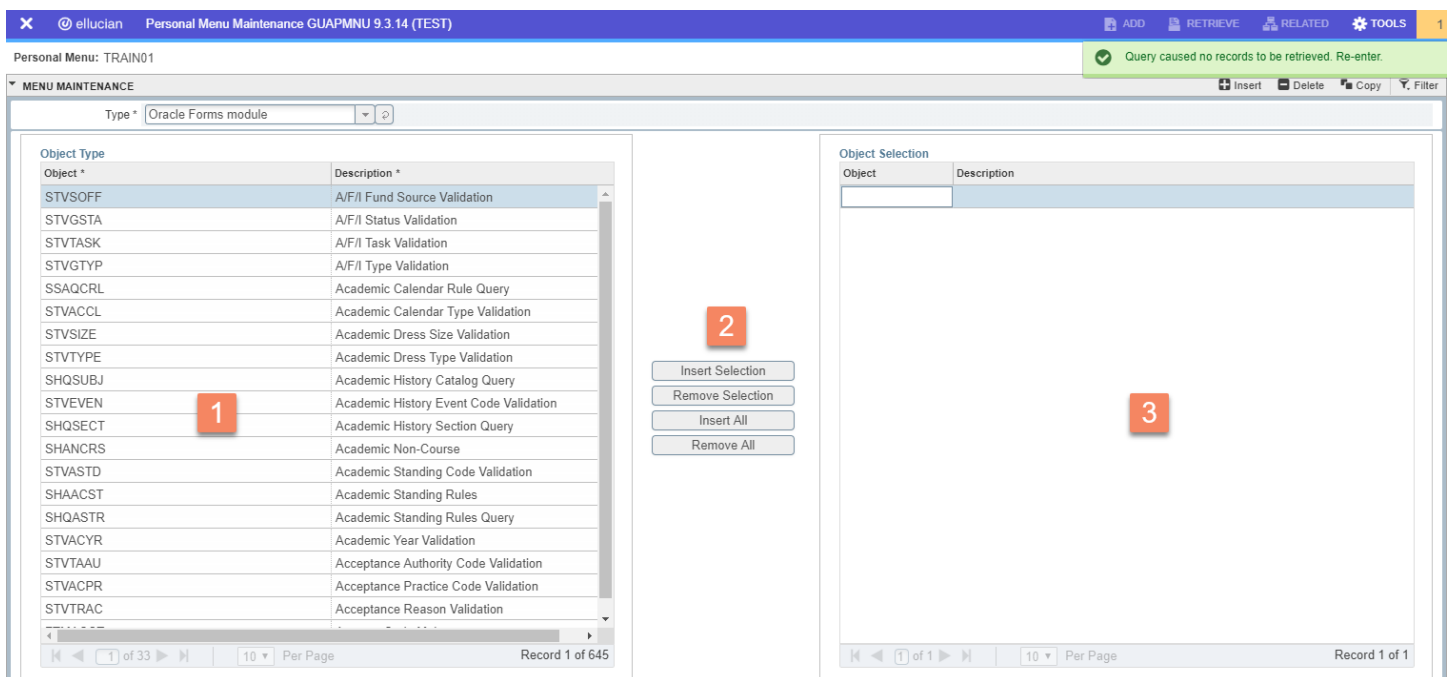 ellucian Personal Menu Maintenance GUAPMNU 9.3.14 (TEST) ADD RETRIEVE RELATED TOOLS 1
Personal Menu: TRAIN01
Query caused no records to be retrieved. Re-enter.
MENU MAINTENANCE Insert Delete Copy Filter
Type * Oracle Forms module
Object Type
Object * Description *
STVSOFF A/F/I Fund Source Validation
STVGSTA A/F/I Status Validation
STVTASK A/F/I Task Validation
STVGTYP A/F/I Type Validation
SSAQCRL Academic Calendar Rule Query
STVACCL Academic Calendar Type Validation
STVSIZE Academic Dress Size Validation
STVTYPE Academic Dress Type Validation
SHQSUBJ Academic History Catalog Query
STVEVEN Academic History Event Code Validation
SHQSECT Academic History Section Query
SHANCRS Academic Non-Course
STVASTD Academic Standing Code Validation
SHAACST Academic Standing Rules
SHQASTR Academic Standing Rules Query
STVACYR Academic Year Validation
STVTAAU Acceptance Authority Code Validation
STVACPR Acceptance Practice Code Validation
STVTRAC Acceptance Reason Validation
1 of 33 10 Per Page Record 1 of 645
1
2
Insert Selection
Remove Selection
Insert All
Remove All
Object Selection
Object Description
3
1 of 1 10 Per Page Record 1 of 1